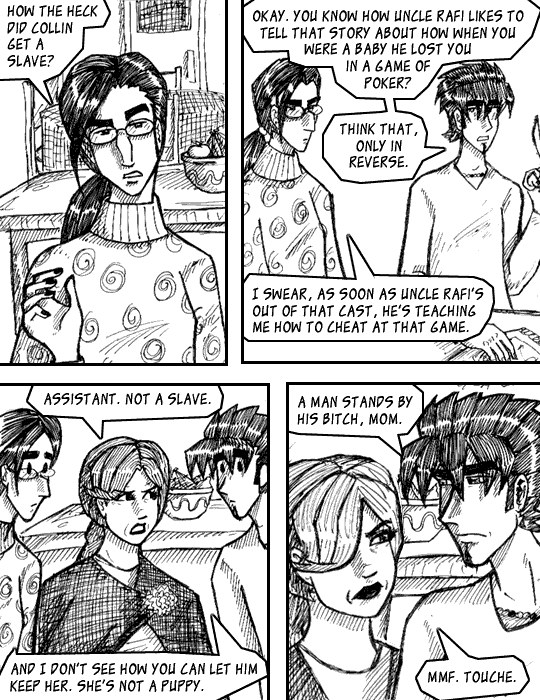 HOW THE HECK
DID COLLIN
GET A
SLAVE?
OKAY. YOU KNOW HOW UNCLE RAFI LIKES TO
TELL THAT STORY ABOUT HOW WHEN YOU
WERE A BABY HE LOST YOU
IN A GAME OF
POKER?
THINK THAT,
ONLY IN
REVERSE.
I SWEAR, AS SOON AS UNCLE RAFI'S
OUT OF THAT CAST, HE'S TEACHING
ME HOW TO CHEAT AT THAT GAME.
ASSISTANT. NOT A SLAVE.
AND I DON'T SEE HOW YOU CAN LET HIM
KEEP HER. SHE'S NOT A PUPPY.
A MAN STANDS BY
HIS BITCH, MOM.
MMF. TOUCHE.